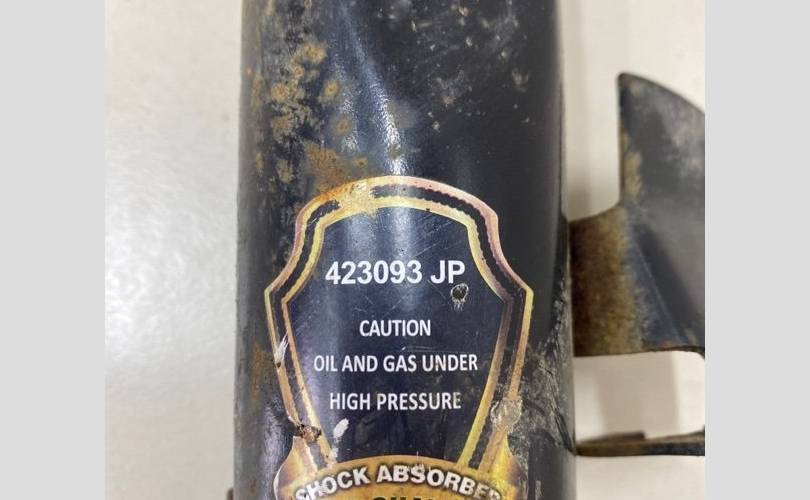 423093 JP
CAUTION
OIL AND GAS UNDER
HIGH PRESSURE
SHOCK ABSORBER